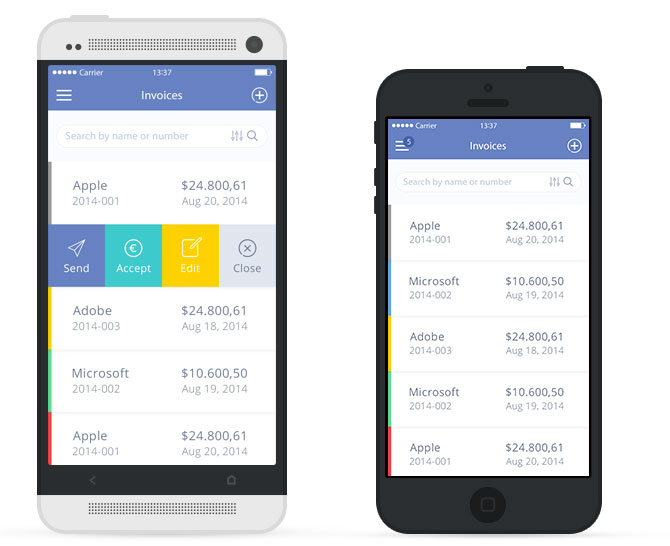 Carrier 13:37
Invoices
Search by name or number
Apple $24.800,61
2014-001 Aug 20, 2014
Send Accept Edit Close
Adobe $24.800,61
2014-003 Aug 18, 2014
Microsoft $10.600,50
2014-002 Aug 19, 2014
Apple $24.800,61
2014-001 Aug 20, 2014
Carrier 13:37
5 Invoices
Search by name or number
Apple $24.800,61
2014-001 Aug 20, 2014
Microsoft $10.600,50
2014-002 Aug 19, 2014
Adobe $24.800,61
2014-003 Aug 18, 2014
Microsoft $10.600,50
2014-002 Aug 19, 2014
Apple $24.800,61
2014-001 Aug 20, 2014